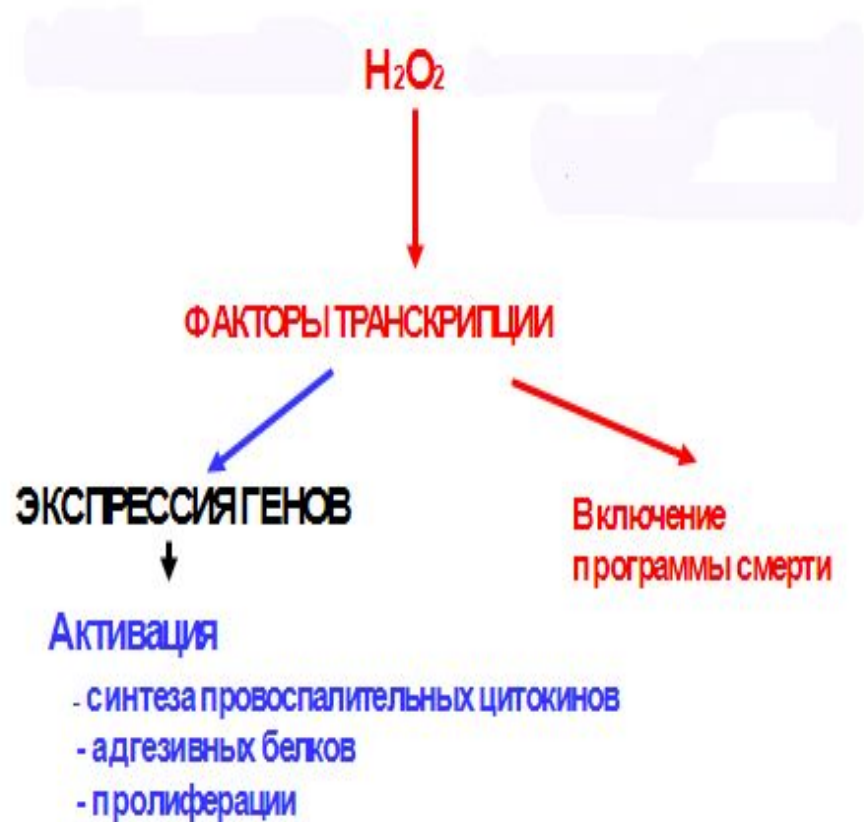 H2O2
ФАКТОРЫ ТРАНСКРИПЦИИ
ЭКСПРЕССИЯ ГЕНОВ
Включение
программы смерти
Активация
- синтеза провоспалительных цитокинов
- адгезивных белков
- пролиферации